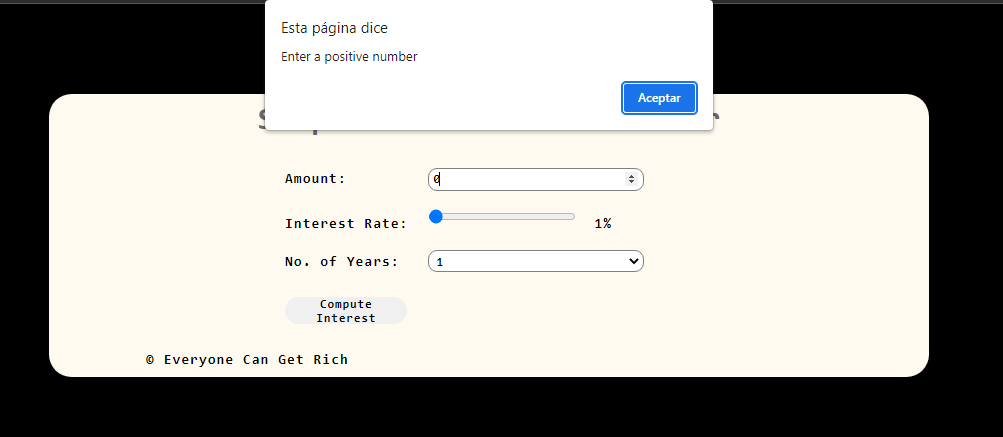 Esta página dice
Enter a positive number
Aceptar
Amount:
0
Interest Rate:
1%
No. of Years:
1
Compute
Interest
© Everyone Can Get Rich